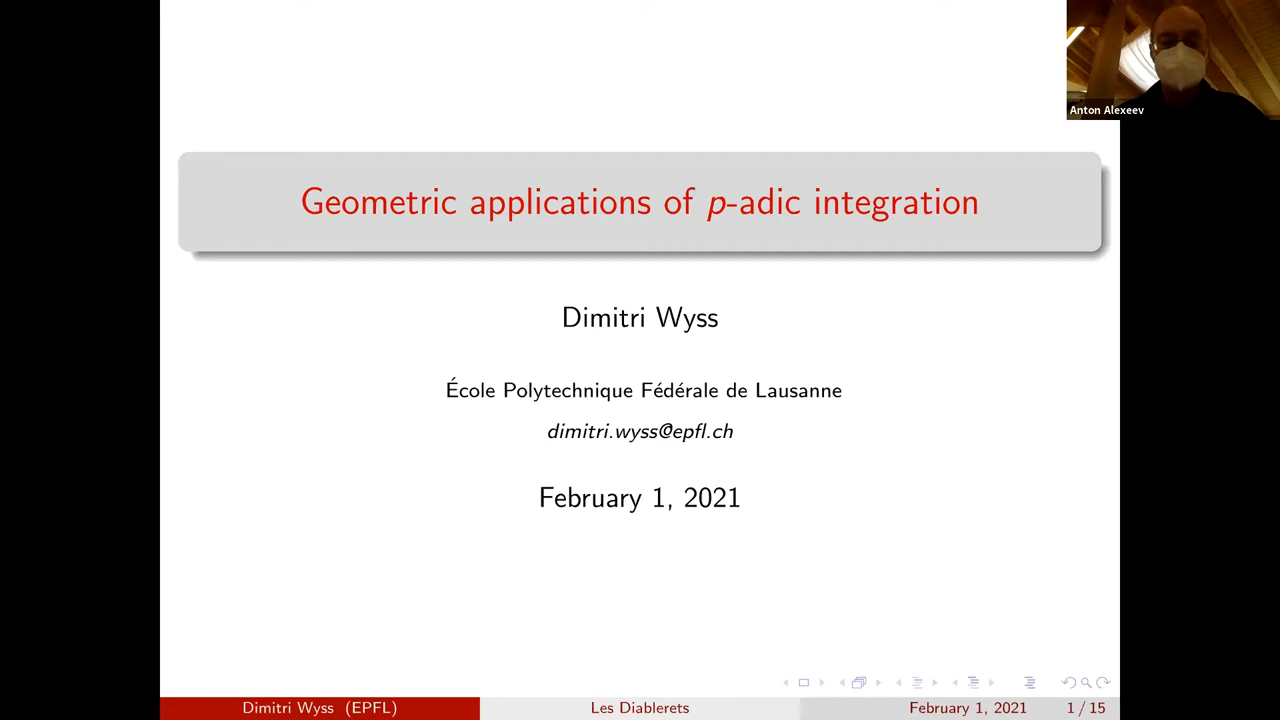 Anton Alexeev
Geometric applications of p-adic integration
Dimitri Wyss
École Polytechnique Fédérale de Lausanne
dimitri.wyss@epfl.ch
February 1, 2021
Dimitri Wyss (EPFL)
Les Diablerets
February 1, 2021
1 / 15